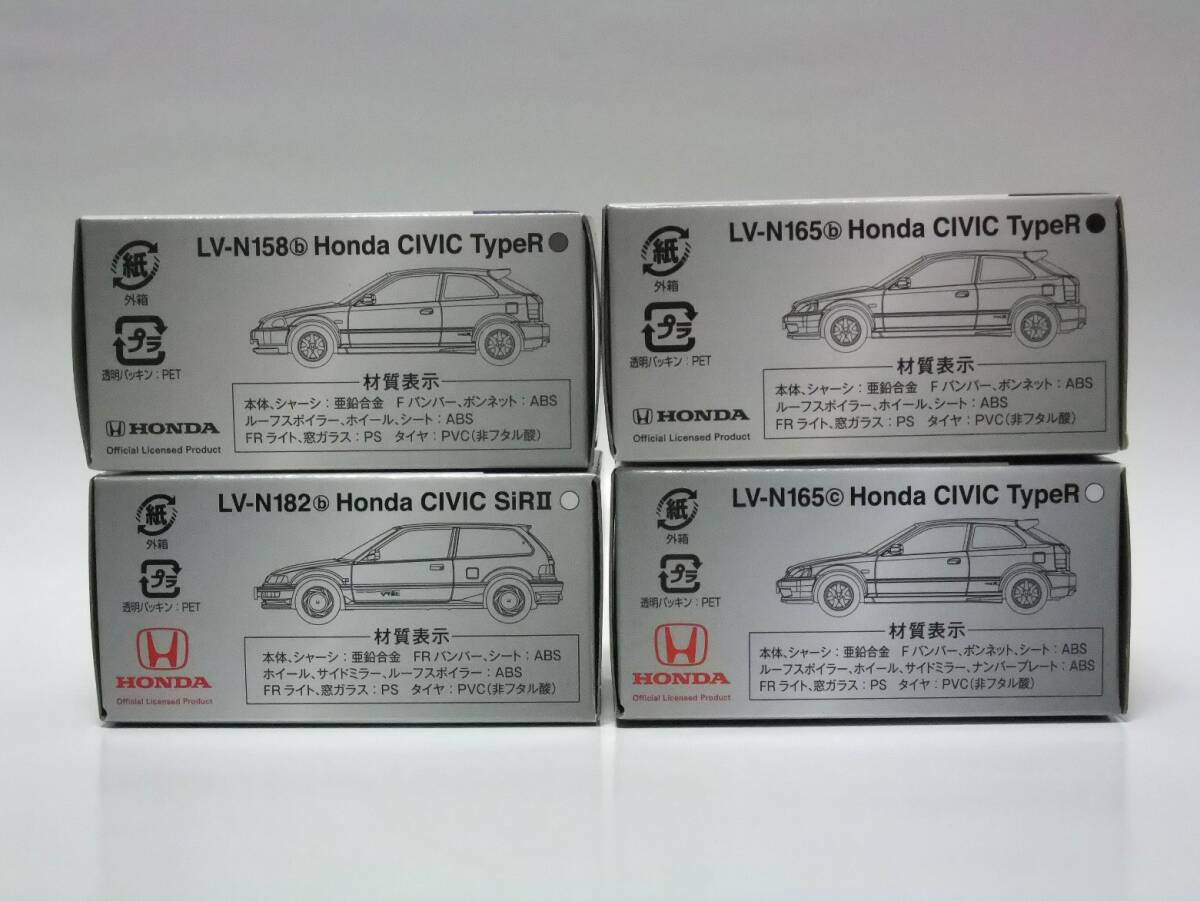 LV-N158ⓑ Honda CIVIC TypeR
紙
外箱
プラ
透明パッキン:PET
材質表示
本体、シャーシ:亜鉛合金 Fバンパー、ボンネット:ABS
ルーフスポイラー、ホイール、シート:ABS
FRライト、窓ガラス:PS タイヤ:PVC(非フタル酸)
HONDA
Official Licensed Product
LV-N165ⓑ Honda CIVIC TypeR
紙
外箱
プラ
透明パッキン:PET
材質表示
本体、シャーシ:亜鉛合金 Fバンパー、ボンネット:ABS
ルーフスポイラー、ホイール、シート:ABS
FRライト、窓ガラス:PS タイヤ:PVC(非フタル酸)
HONDA
Official Licensed Product
LV-N182ⓑ Honda CIVIC SiRⅡ
紙
外箱
プラ
透明パッキン:PET
材質表示
本体、シャーシ:亜鉛合金 FRバンパー、シート:ABS
ホイール、サイドミラー、ルーフスポイラー:ABS
FRライト、窓ガラス:PS タイヤ:PVC(非フタル酸)
HONDA
Official Licensed Product
LV-N165ⓒ Honda CIVIC TypeR
紙
外箱
プラ
透明パッキン:PET
材質表示
本体、シャーシ:亜鉛合金 Fバンパー、ボンネット、シート:ABS
ルーフスポイラー、ホイール、サイドミラー、ナンバープレート:ABS
FRライト、窓ガラス:PS タイヤ:PVC(非フタル酸)
HONDA
Official Licensed Product